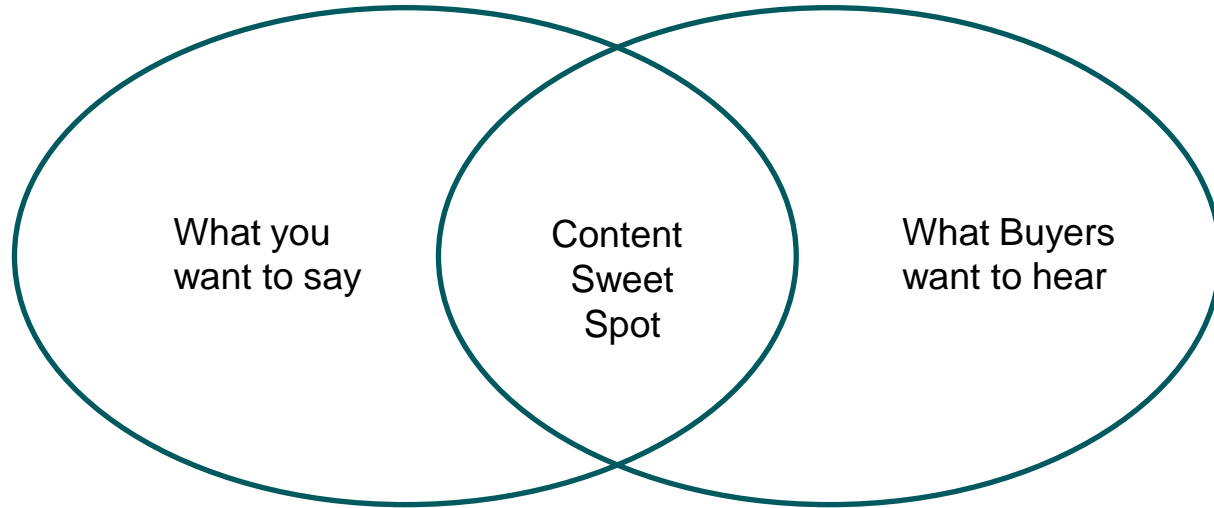 What you
want to say
Content
Sweet
Spot
What Buyers
want to hear